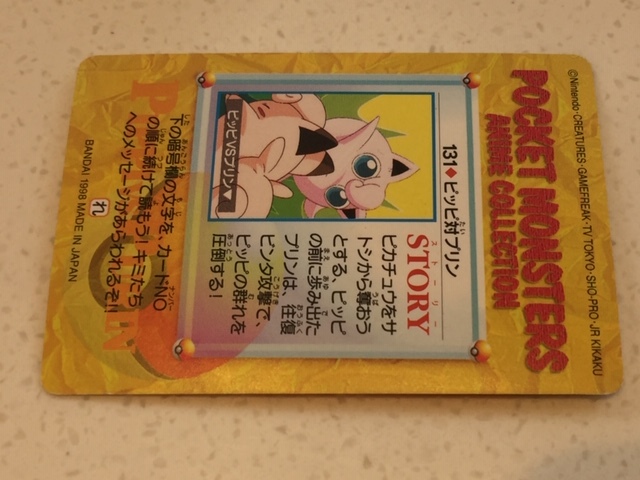 ©Nintendo・CREATURES・GAMEFREAK・TV TOKYO・SHO-PRO・JR KIKAKU
POCKET MONSTERS
ANIME COLLECTION
131◆ピッピ対プリン
STORY
ストーリー
ピカチュウをサ
トシから奪おう
とする、ピッピ
の前に歩み出た
プリンは、往復
ビンタ攻撃で、
ピッピの群れを
圧倒する!
ピッピVSプリン▼
下の暗号欄の文字を、カードNO
の順に続けて読もう!キミたち
へのメッセージがあらわれるぞ!!
れ
BANDAI 1998 MADE IN JAPAN